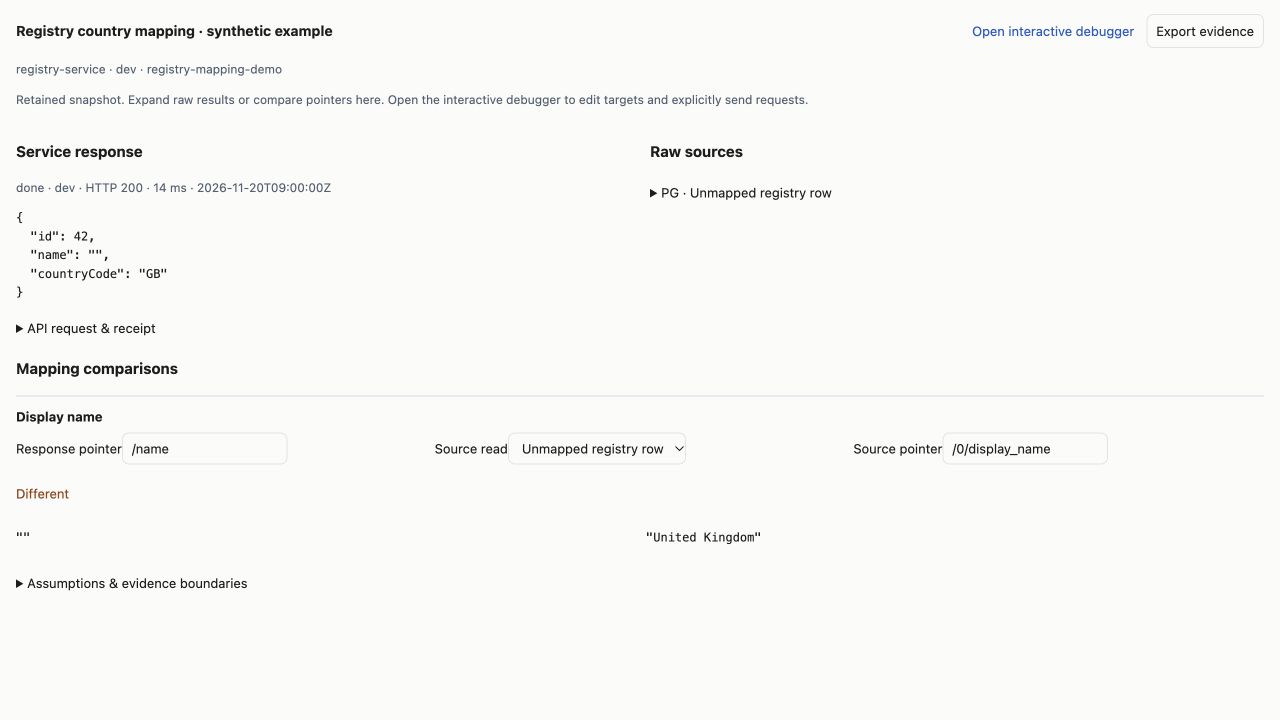 Registry country mapping · synthetic example
Open interactive debugger
Export evidence
registry-service · dev · registry-mapping-demo
Retained snapshot. Expand raw results or compare pointers here. Open the interactive debugger to edit targets and explicitly send requests.
Service response
done · dev · HTTP 200 · 14 ms · 2026-11-20T09:00:00Z
{
  "id": 42,
  "name": "",
  "countryCode": "GB"
}
API request & receipt
Raw sources
PG · Unmapped registry row
Mapping comparisons
Display name
Response pointer /name
Source read Unmapped registry row
Source pointer /0/display_name
Different
""
"United Kingdom"
Assumptions & evidence boundaries